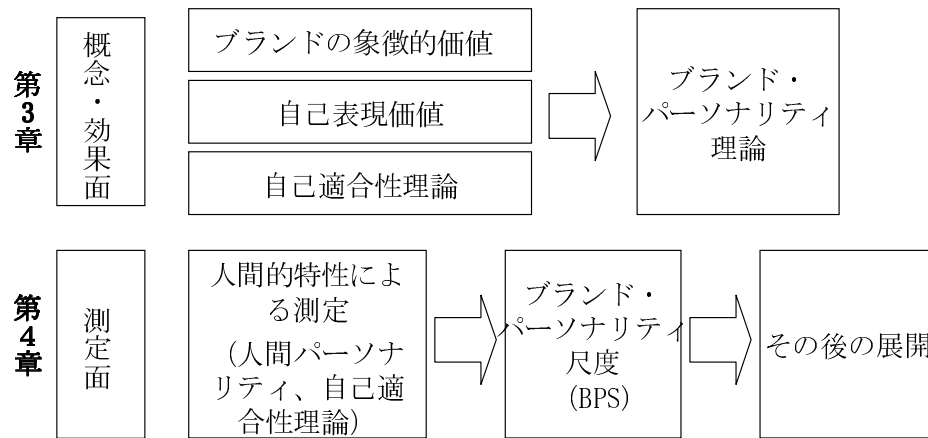 第3章
概念・効果面
ブランドの象徴的価値
自己表現価値
自己適合性理論
ブランド・
パーソナリティ
理論
第4章
測定面
人間的特性によ
る測定
（人間パーソナ
リティ、自己適
合性理論）
ブランド・
パーソナリティ
尺度
（BPS）
その後の展開